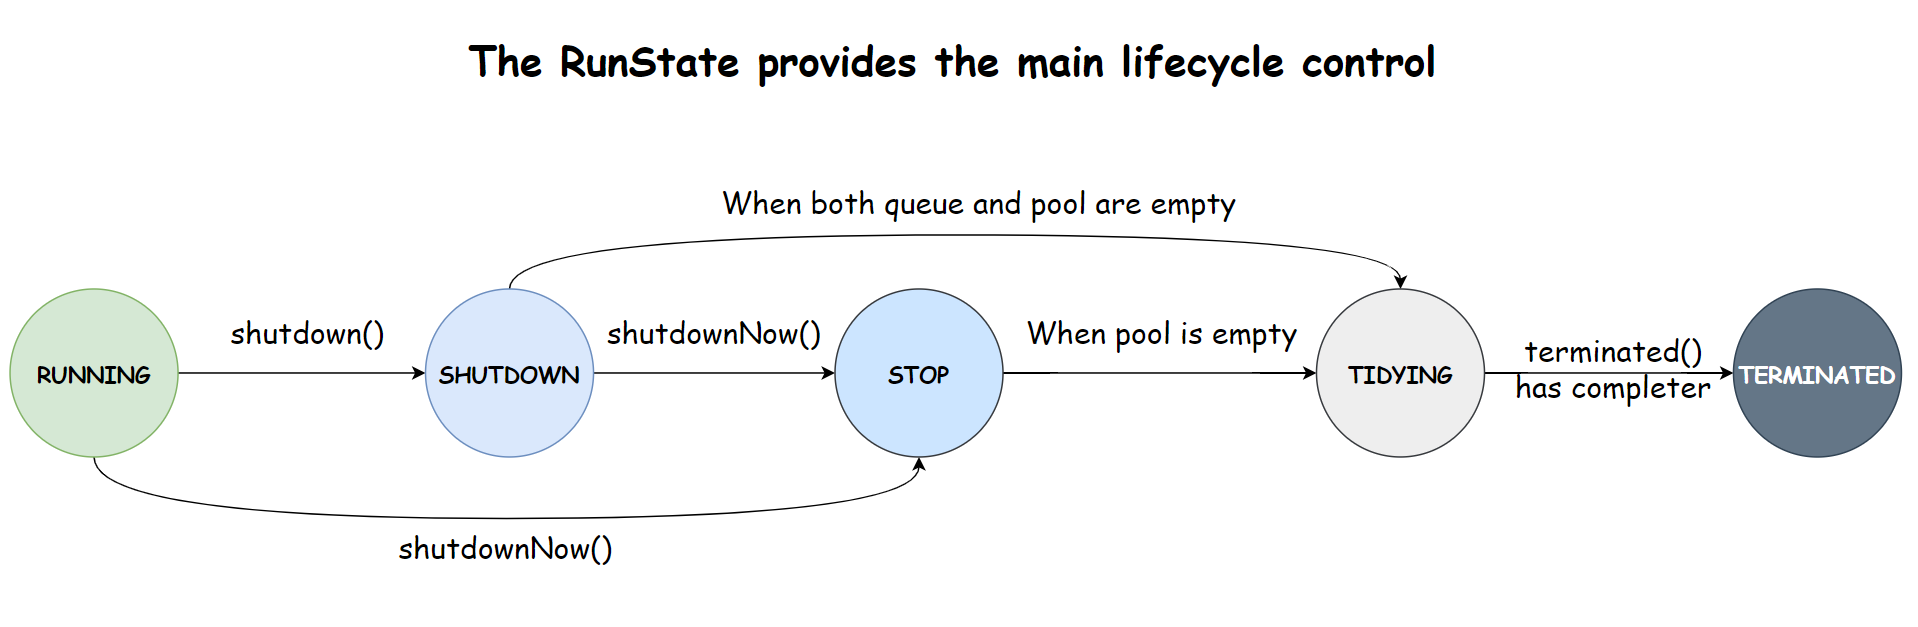 The RunState provides the main lifecycle control
When both queue and pool are empty
shutdown()
shutdownNow()
When pool is empty
terminated()
has completer
RUNNING
SHUTDOWN
STOP
TIDYING
TERMINATED
shutdownNow()